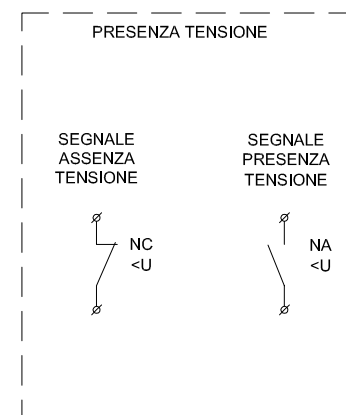 PRESENZA TENSIONE
SEGNALE
ASSENZA
TENSIONE
SEGNALE
PRESENZA
TENSIONE
NC
<U
NA
<U